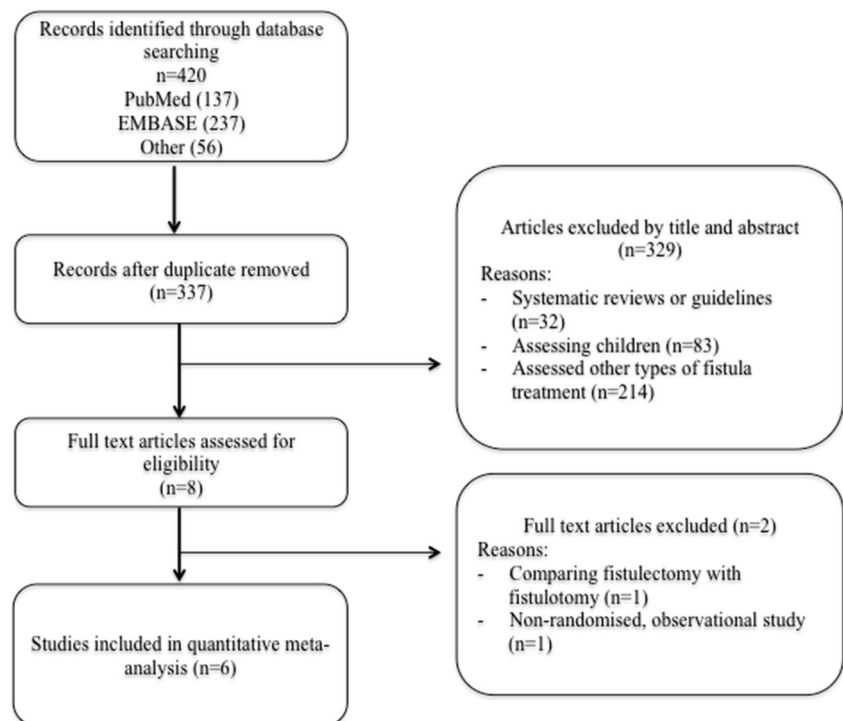 Records identified through database
searching
n=420
PubMed (137)
EMBASE (237)
Other (56)
Records after duplicate removed
(n=337)
Articles excluded by title and abstract
(n=329)
Reasons:
- Systematic reviews or guidelines
(n=32)
- Assessing children (n=83)
- Assessed other types of fistula
treatment (n=214)
Full text articles assessed for
eligibility
(n=8)
Full text articles excluded (n=2)
Reasons:
- Comparing fistulectomy with
fistulotomy (n=1)
- Non-randomised, observational study
(n=1)
Studies included in quantitative meta-
analysis (n=6)